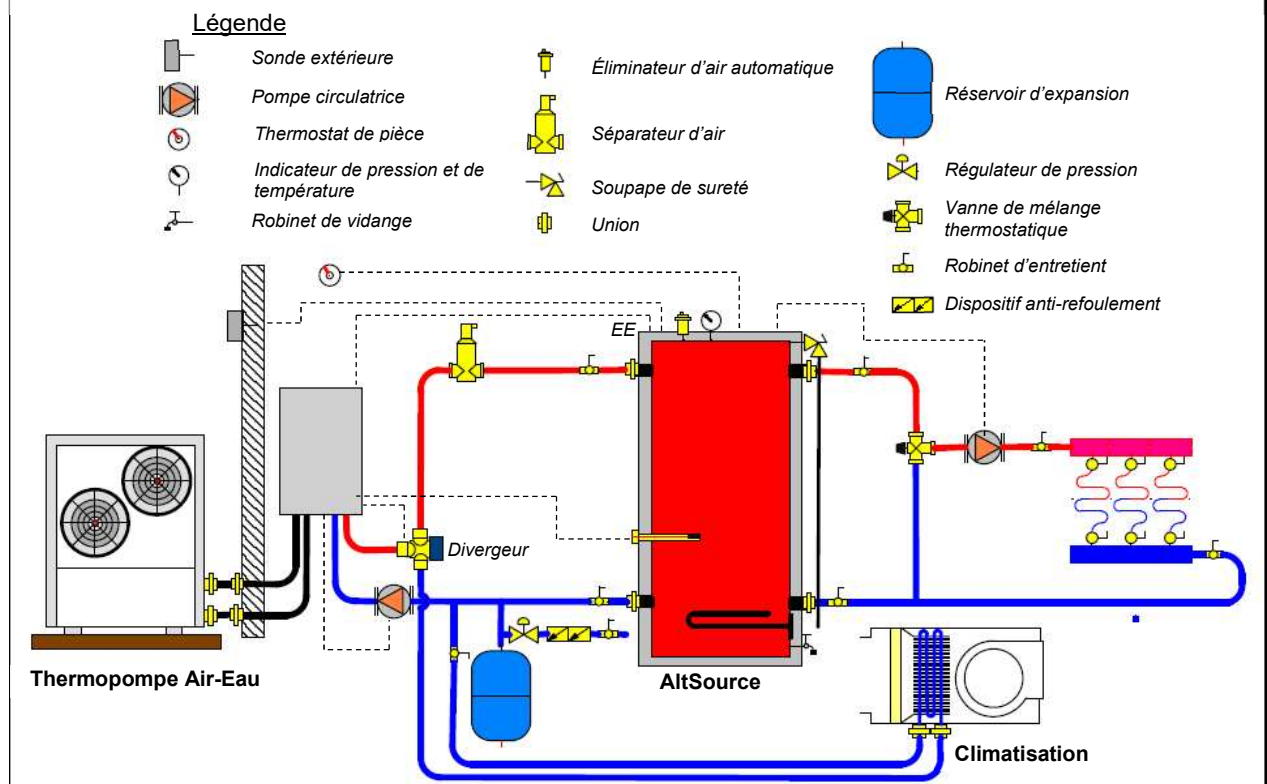 Légende
Sonde extérieure
Pompe circulatrice
Thermostat de pièce
Indicateur de pression et de
température
Robinet de vidange
Éliminateur d'air automatique
Séparateur d'air
Soupape de sureté
Union
Réservoir d'expansion
Régulateur de pression
Vanne de mélange
thermostatique
Robinet d'entretient
Dispositif anti-refoulement
EE
Divergeur
Thermopompe Air-Eau
AltSource
Climatisation